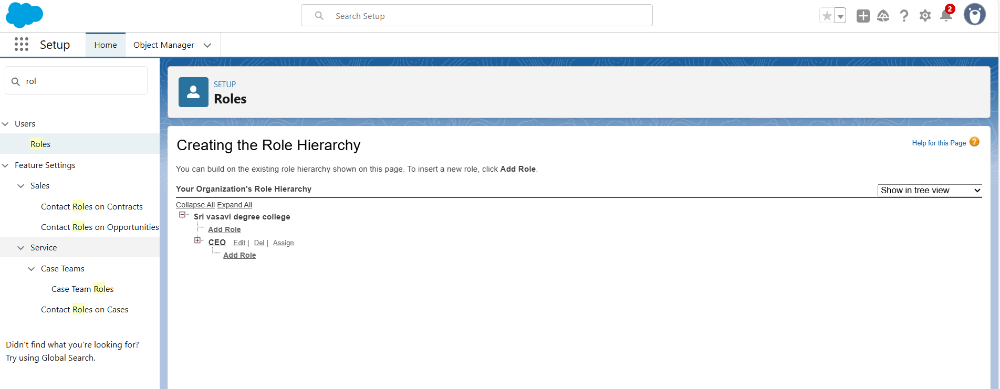 Search Setup
2
Setup
Home
Object Manager
rol
Users
Roles
Feature Settings
Sales
Contact Roles on Contracts
Contact Roles on Opportunities
Service
Case Teams
Case Team Roles
Contact Roles on Cases
Didn't find what you're looking for?
Try using Global Search.
SETUP
Roles
Creating the Role Hierarchy
Help for this Page ?
You can build on the existing role hierarchy shown on this page. To insert a new role, click Add Role.
Your Organization's Role Hierarchy
Show in tree view
Collapse All Expand All
Sri vasavi degree college
Add Role
CEO Edit | Del | Assign
Add Role